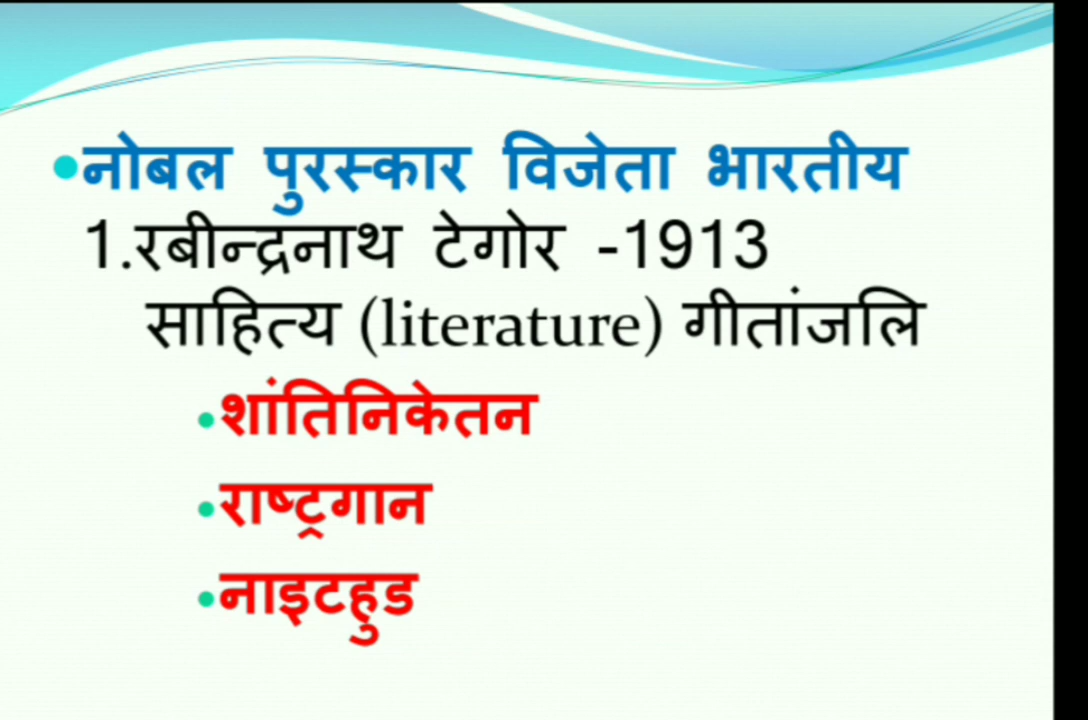 •नोबल पुरस्कार विजेता भारतीय
1.रबीन्द्रनाथ टेगोर -1913
साहित्य (literature) गीतांजलि
•शांतिनिकेतन
•राष्ट्रगान
•नाइटहुड